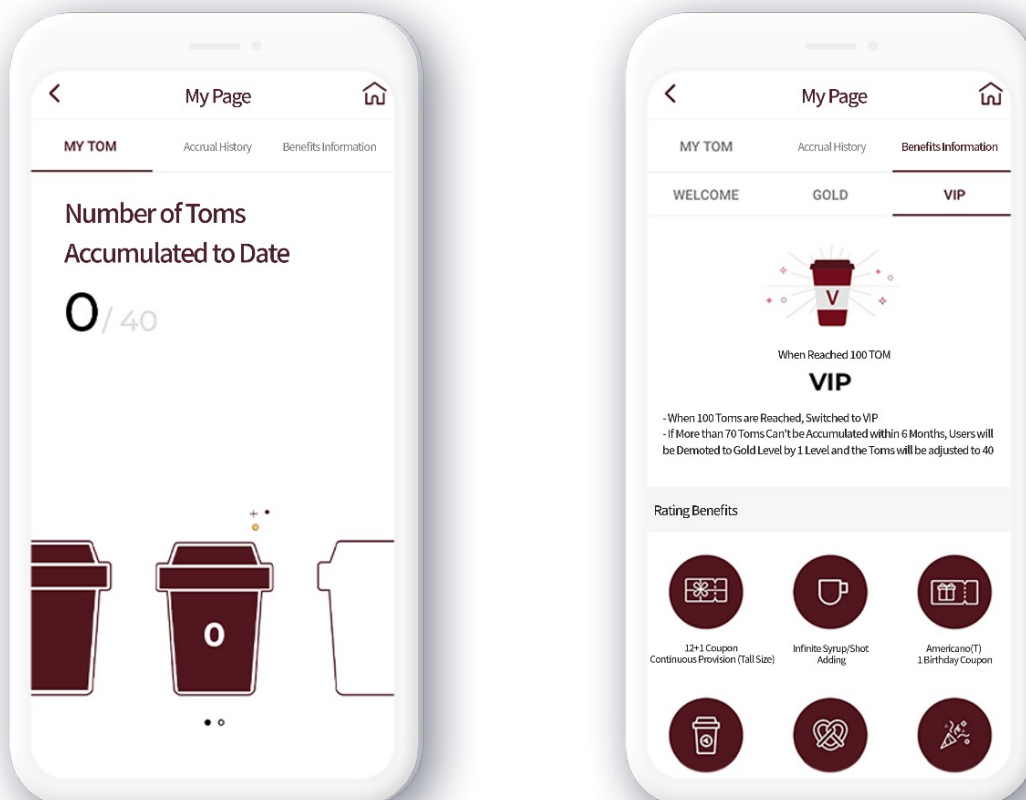 My Page
MY TOM
Accrual History
Benefits Information
Number of Toms
Accumulated to Date
0 / 40
0
My Page
MY TOM
Accrual History
Benefits Information
WELCOME
GOLD
VIP
V
When Reached 100 TOM
VIP
- When 100 Toms are Reached, Switched to VIP
- If More than 70 Toms Can't be Accumulated within 6 Months, Users will
be Demoted to Gold Level by 1 Level and the Toms will be adjusted to 40
Rating Benefits
12+1 Coupon
Continuous Provision (Tall Size)
Infinite Syrup/Shot
Adding
Americano(T)
1 Birthday Coupon